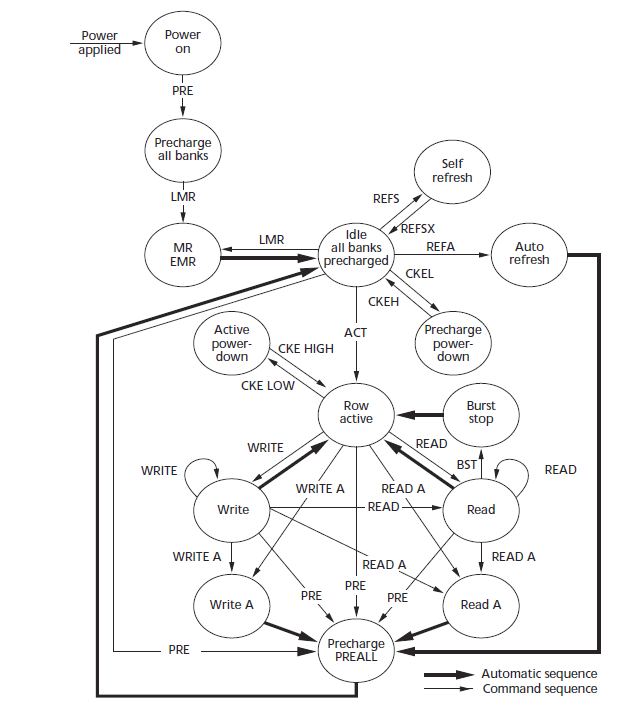 Power
applied
Power
on
PRE
Precharge
all banks
LMR
Self
refresh
REFS
REFSX
MR
EMR
LMR
Idle
all banks
precharged
REFA
Auto
refresh
CKEL
CKEH
ACT
Active
power-
down
CKE HIGH
CKE LOW
Precharge
power-
down
Row
active
Burst
stop
WRITE
READ
BST
WRITE
READ
WRITE A
READ A
Write
READ
Read
WRITE A
READ A
READ A
PRE
PRE
PRE
Write A
Read A
PRE
Precharge
PREALL
Automatic sequence
Command sequence